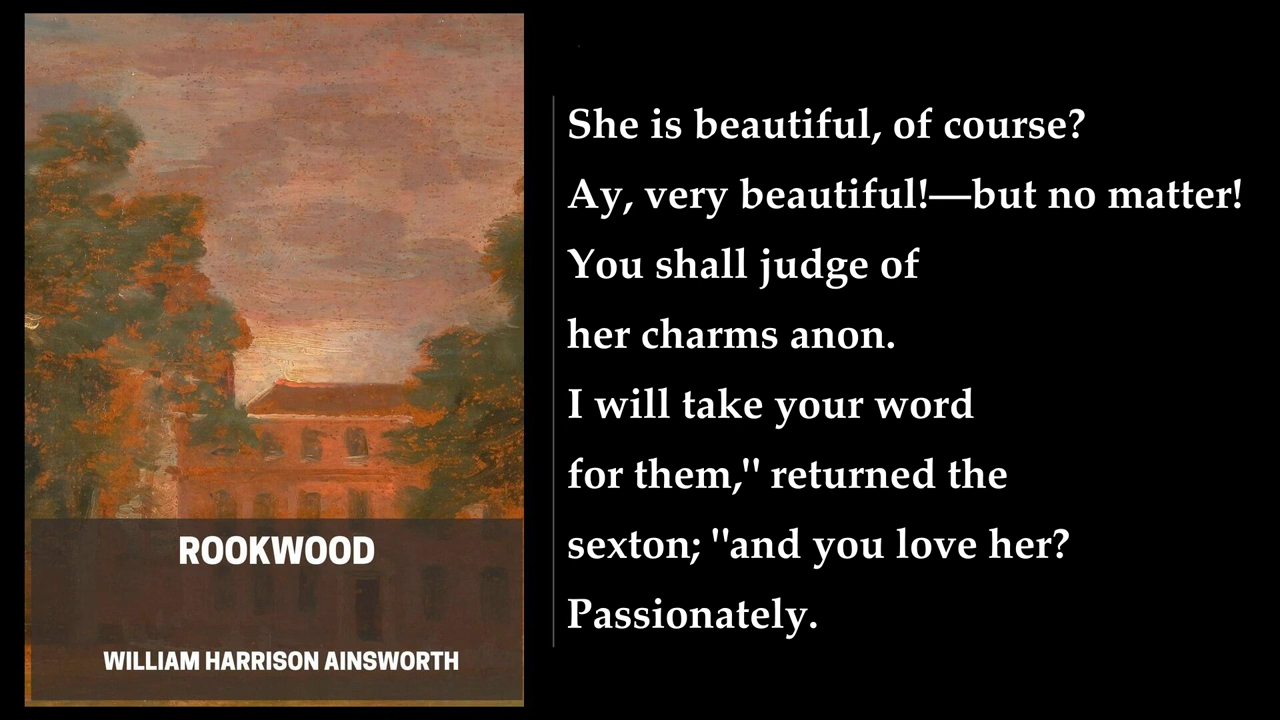 ROOKWOOD
WILLIAM HARRISON AINSWORTH
She is beautiful, of course?
Ay, very beautiful!—but no matter!
You shall judge of
her charms anon.
I will take your word
for them," returned the
sexton; "and you love her?
Passionately.